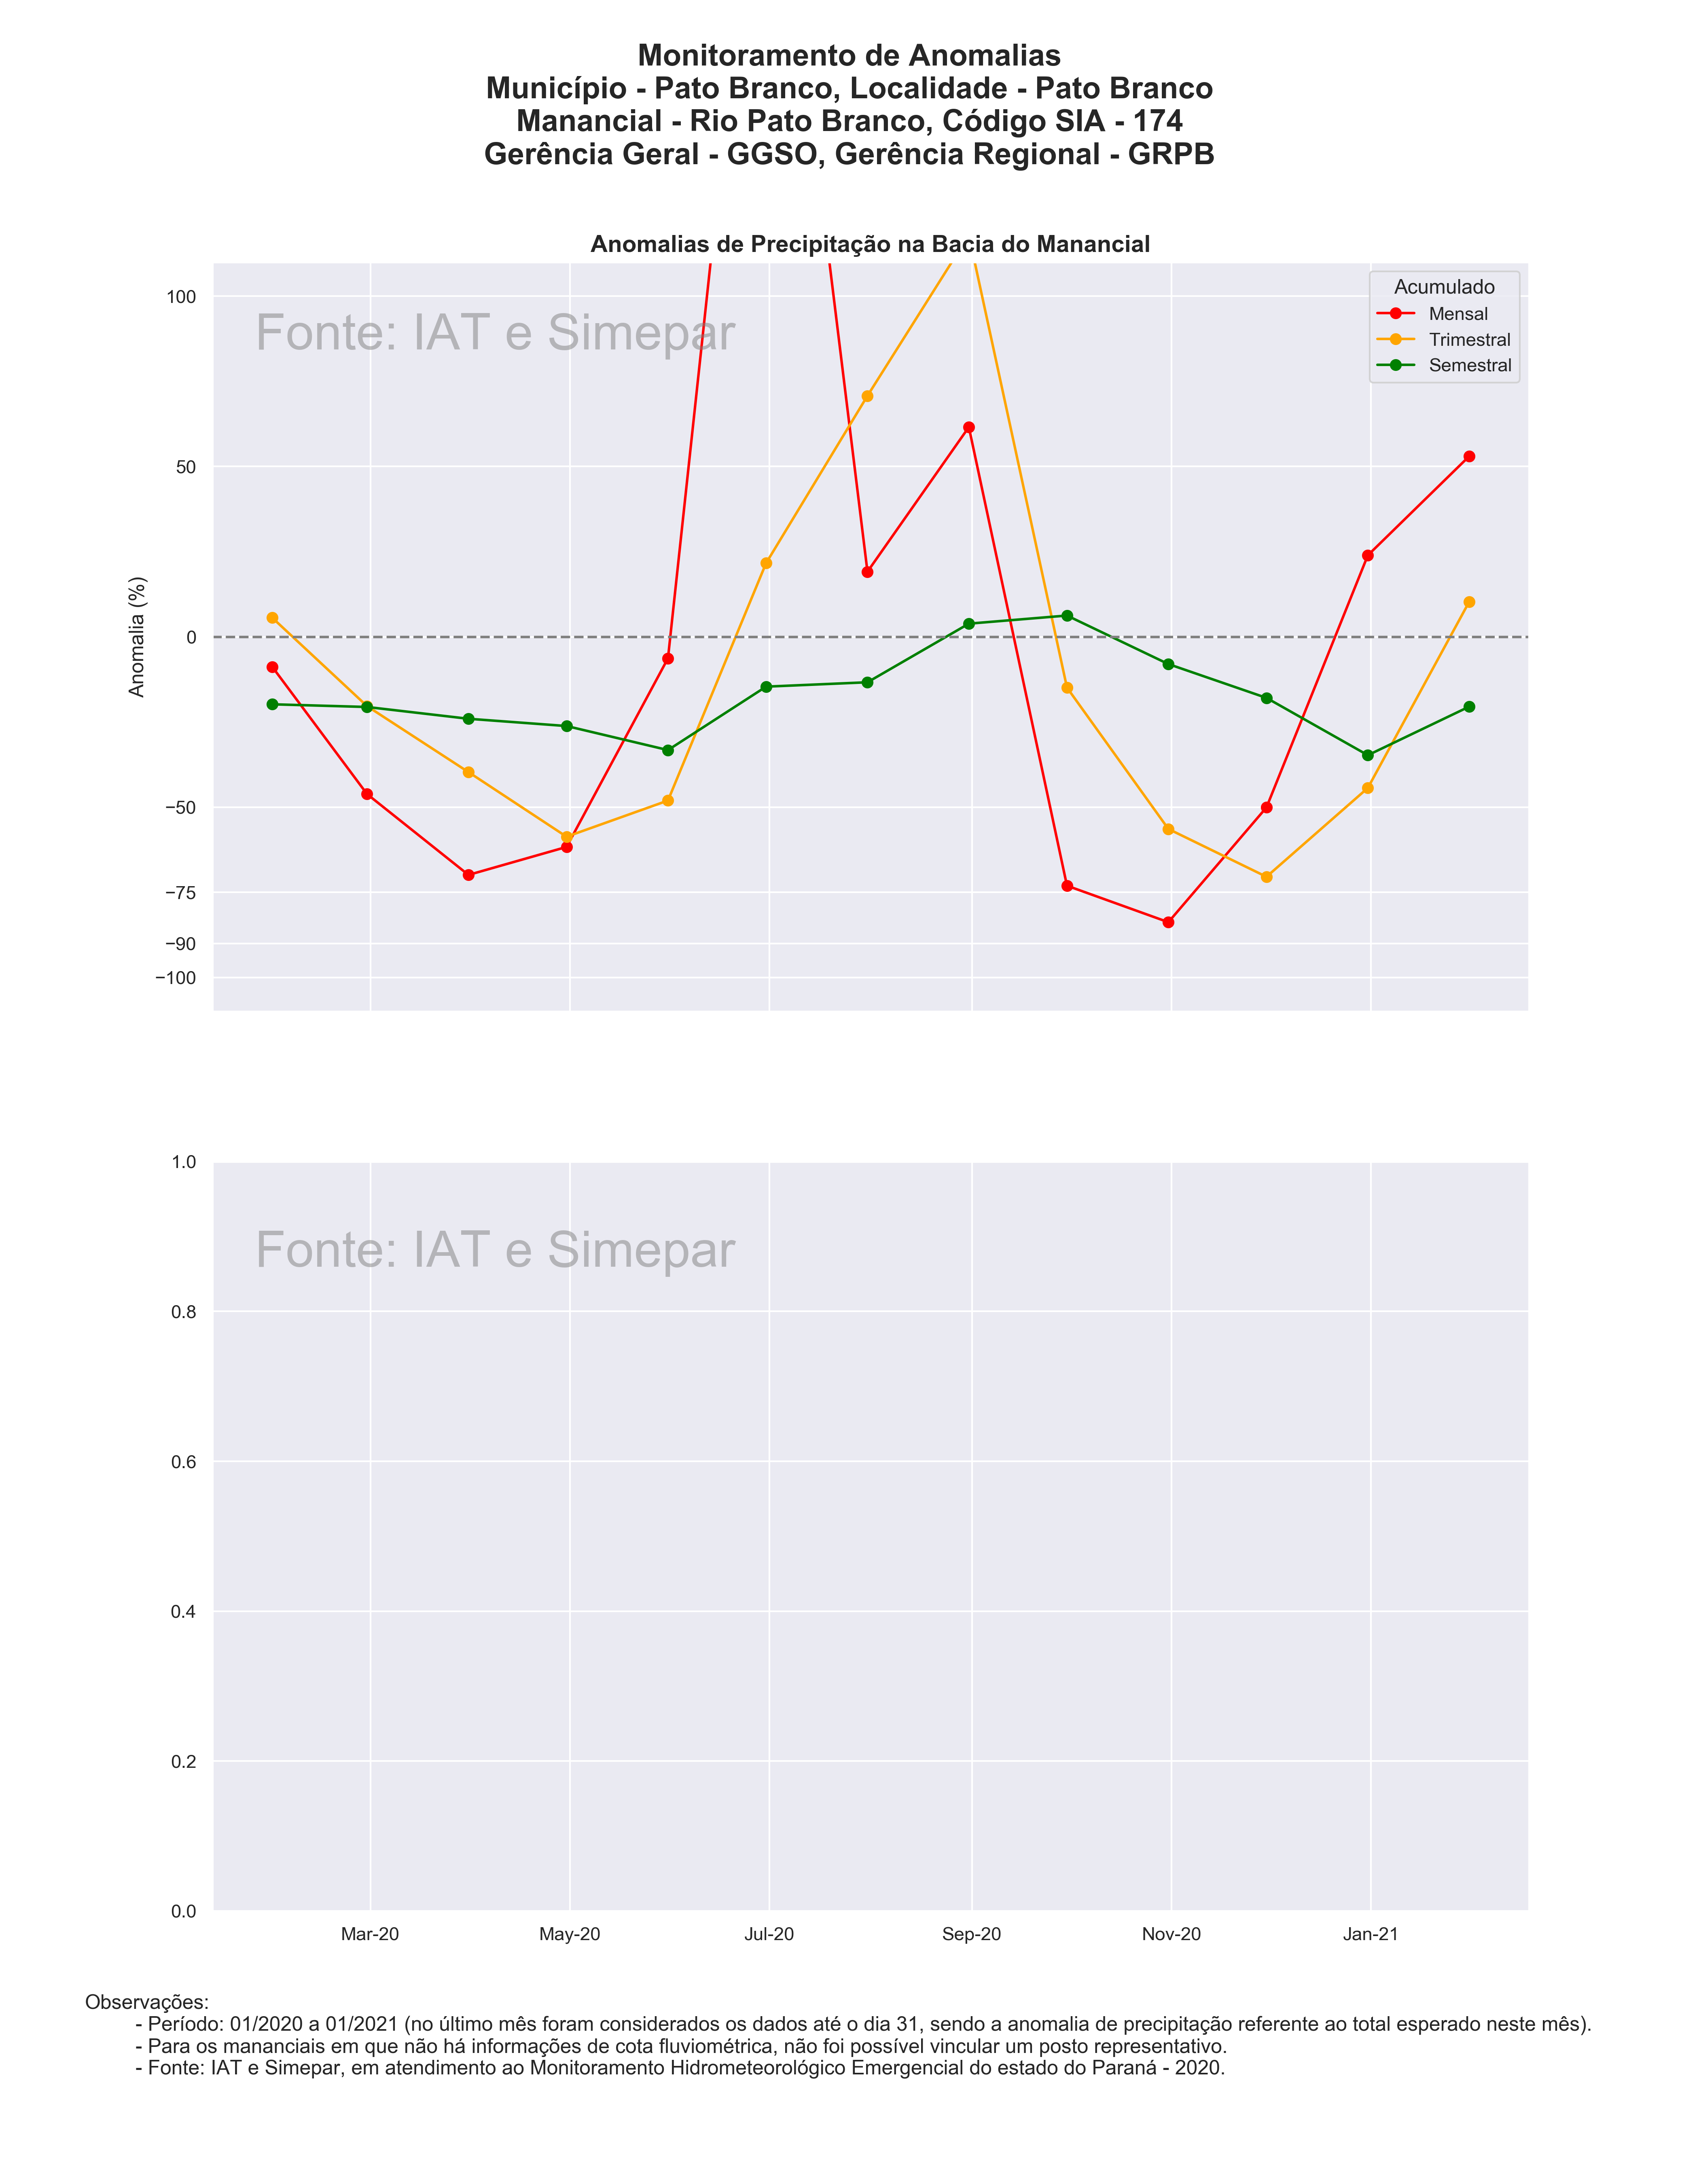 Monitoramento de Anomalias
Município - Pato Branco, Localidade - Pato Branco
Manancial - Rio Pato Branco, Código SIA - 174
Gerência Geral - GGSO, Gerência Regional - GRPB
Anomalias de Precipitação na Bacia do Manancial
Fonte: IAT e Simepar
Acumulado
Mensal
Trimestral
Semestral
Anomalia (%)
100
50
0
−50
−75
−90
−100
Fonte: IAT e Simepar
1.0
0.8
0.6
0.4
0.2
0.0
Mar-20 May-20 Jul-20 Sep-20 Nov-20 Jan-21
Observações:
- Período: 01/2020 a 01/2021 (no último mês foram considerados os dados até o dia 31, sendo a anomalia de precipitação referente ao total esperado neste mês).
- Para os mananciais em que não há informações de cota fluviométrica, não foi possível vincular um posto representativo.
- Fonte: IAT e Simepar, em atendimento ao Monitoramento Hidrometeorológico Emergencial do estado do Paraná - 2020.